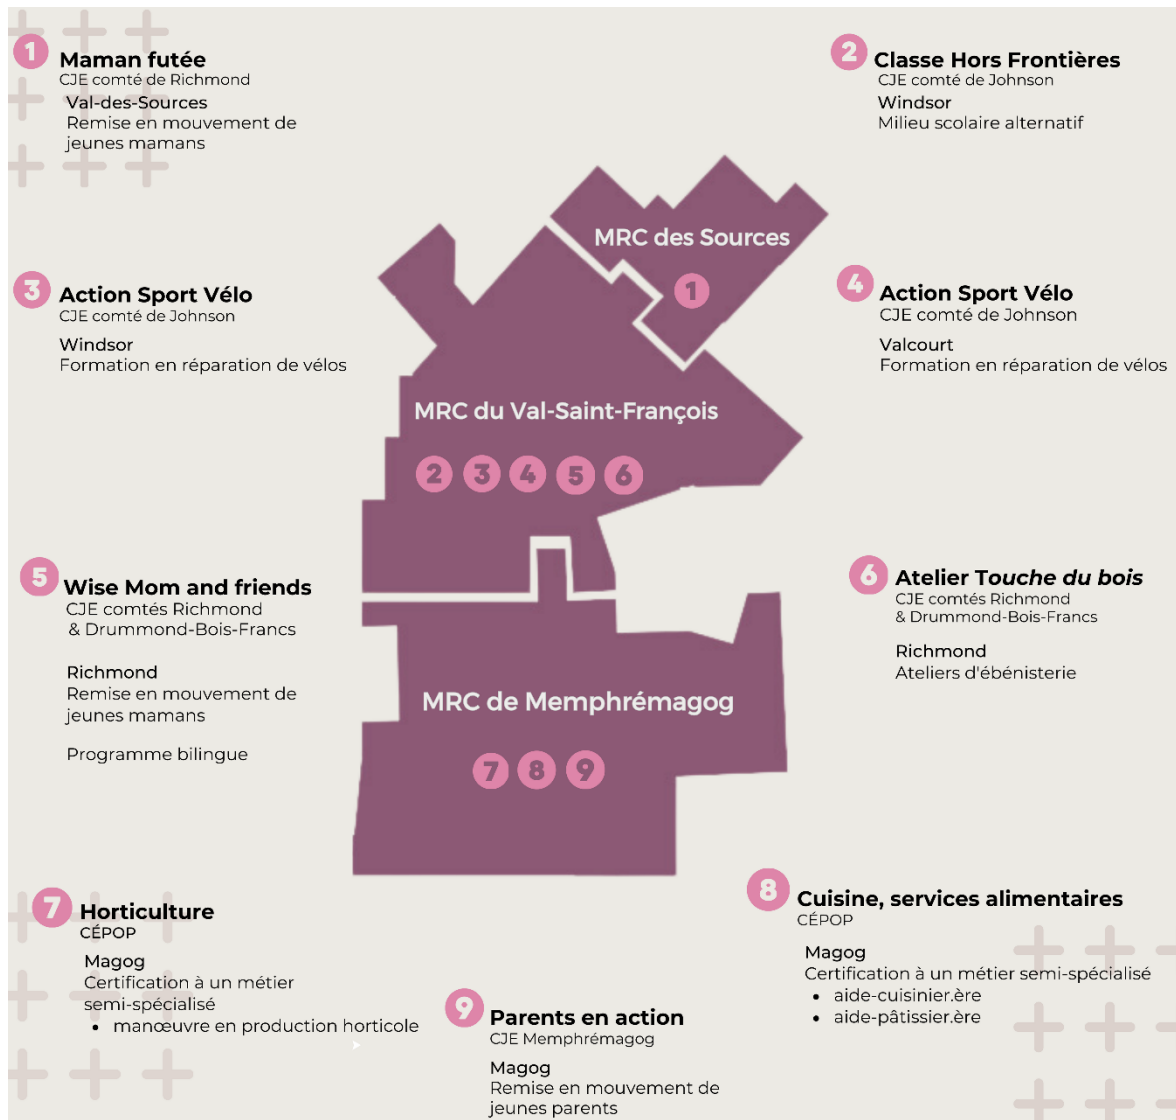 1
Maman futée
CJE comté de Richmond
Val-des-Sources
Remise en mouvement de
jeunes mamans
2
Classe Hors Frontières
CJE comté de Johnson
Windsor
Milieu scolaire alternatif
MRC des Sources
1
3
Action Sport Vélo
CJE comté de Johnson
Windsor
Formation en réparation de vélos
4
Action Sport Vélo
CJE comté de Johnson
Valcourt
Formation en réparation de vélos
MRC du Val-Saint-François
2 3 4 5 6
5
Wise Mom and friends
CJE comtés Richmond
& Drummond-Bois-Francs
Richmond
Remise en mouvement de
jeunes mamans
Programme bilingue
6
Atelier Touche du bois
CJE comtés Richmond
& Drummond-Bois-Francs
Richmond
Ateliers d'ébénisterie
MRC de Memphrémagog
7 8 9
7
Horticulture
CÉPOP
Magog
Certification à un métier
semi-spécialisé
• manœuvre en production horticole
8
Cuisine, services alimentaires
CÉPOP
Magog
Certification à un métier semi-spécialisé
• aide-cuisinier.ère
• aide-pâtissier.ère
9
Parents en action
CJE Memphrémagog
Magog
Remise en mouvement de
jeunes parents